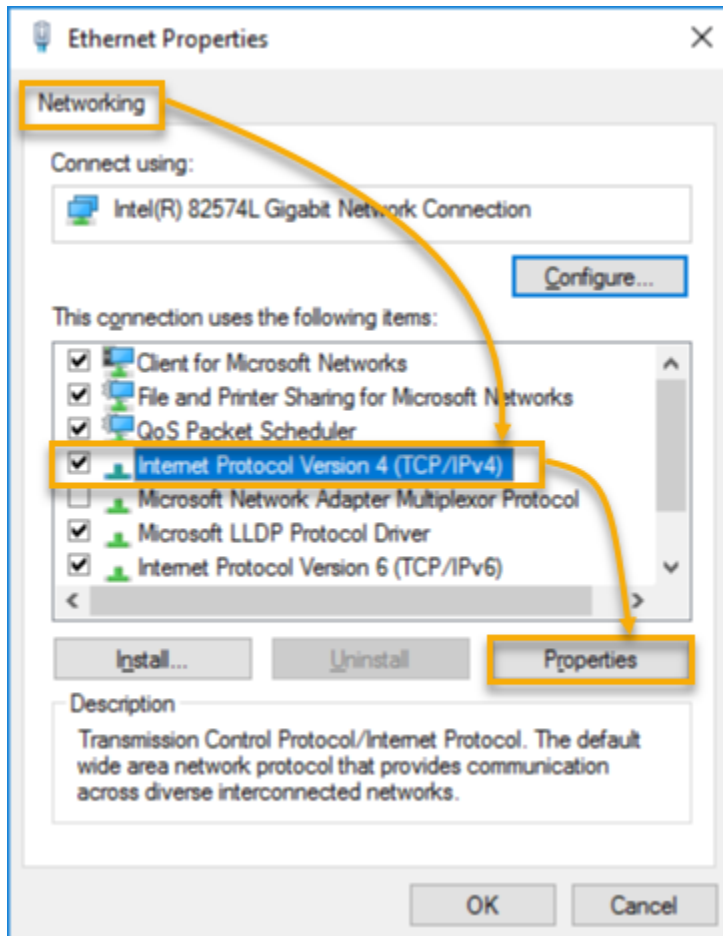 Ethernet Properties
Networking
Connect using:
Intel(R) 82574L Gigabit Network Connection
Configure...
This connection uses the following items:
Client for Microsoft Networks
File and Printer Sharing for Microsoft Networks
QoS Packet Scheduler
Internet Protocol Version 4 (TCP/IPv4)
Microsoft Network Adapter Multiplexor Protocol
Microsoft LLDP Protocol Driver
Internet Protocol Version 6 (TCP/IPv6)
Install...
Uninstall
Properties
Description
Transmission Control Protocol/Internet Protocol. The default
wide area network protocol that provides communication
across diverse interconnected networks.
OK
Cancel